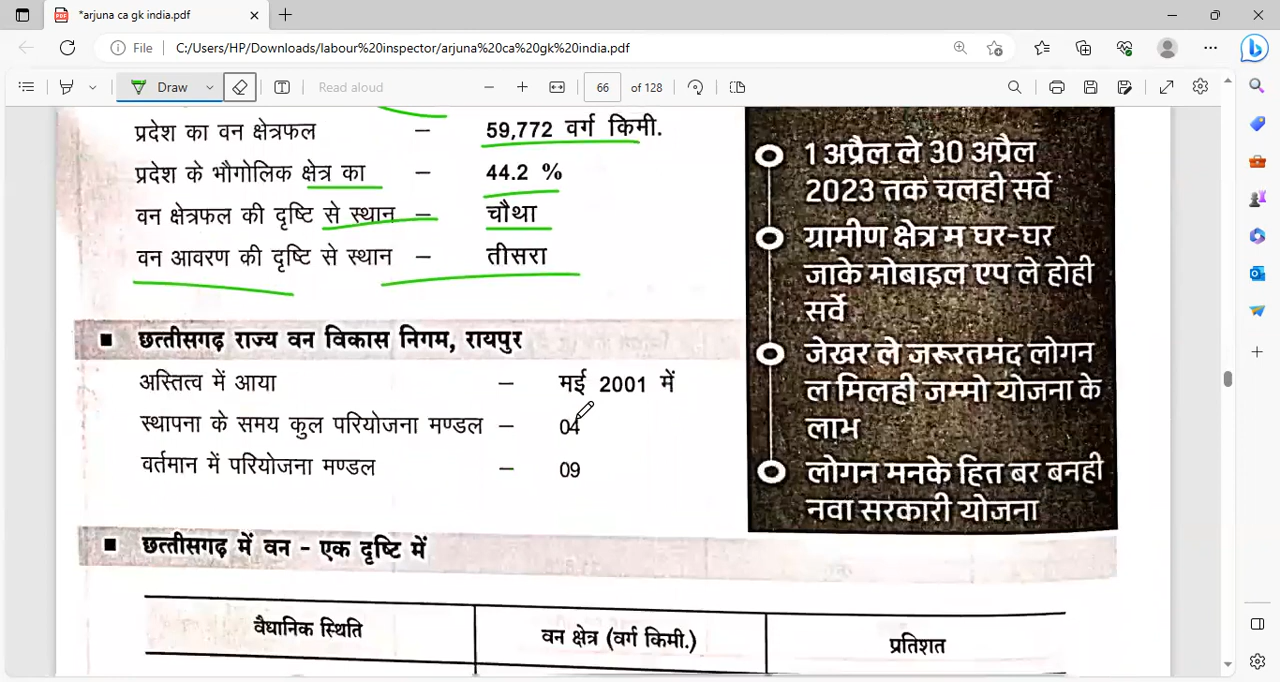 *arjuna ca gk india.pdf
File C:/Users/HP/Downloads/labour%20inspector/arjuna%20ca%20gk%20india.pdf
Draw Read aloud 66 of 128
प्रदेश का वन क्षेत्रफल – 59,772 वर्ग किमी.
प्रदेश के भौगोलिक क्षेत्र का – 44.2 %
वन क्षेत्रफल की दृष्टि से स्थान – चौथा
वन आवरण की दृष्टि से स्थान – तीसरा
■ छत्तीसगढ़ राज्य वन विकास निगम, रायपुर
अस्तित्व में आया – मई 2001 में
स्थापना के समय कुल परियोजना मण्डल – 04
वर्तमान में परियोजना मण्डल – 09
1 अप्रैल ले 30 अप्रैल
2023 तक चलही सर्वे
ग्रामीण क्षेत्र म घर-घर
जाके मोबाइल एप ले होही
सर्वे
जेखर ले जरूरतमंद लोगन
ल मिलही जम्मो योजना के
लाभ
लोगन मनके हित बर बनही
नवा सरकारी योजना
■ छत्तीसगढ़ में वन - एक दृष्टि में
वैधानिक स्थिति वन क्षेत्र (वर्ग किमी.) प्रतिशत